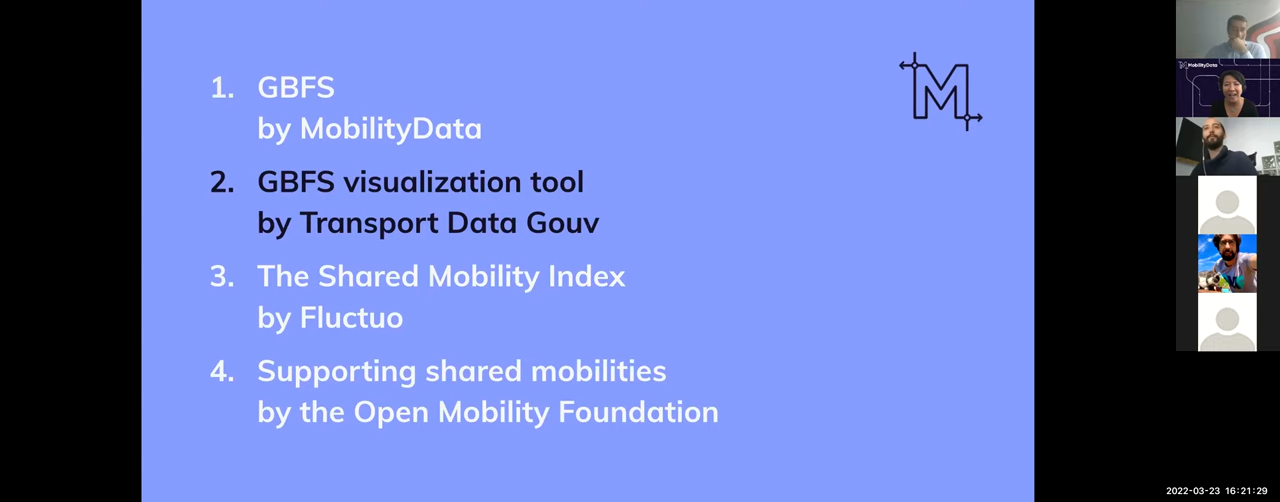 1. GBFS
by MobilityData
2. GBFS visualization tool
by Transport Data Gouv
3. The Shared Mobility Index
by Fluctuo
4. Supporting shared mobilities
by the Open Mobility Foundation
M
MobilityData
2022-03-23 16:21:29